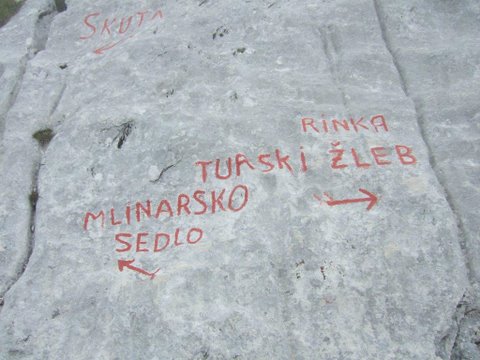 SKUTA
RINKA
TURSKI ŽLEB
MLINARSKO
SEDLO